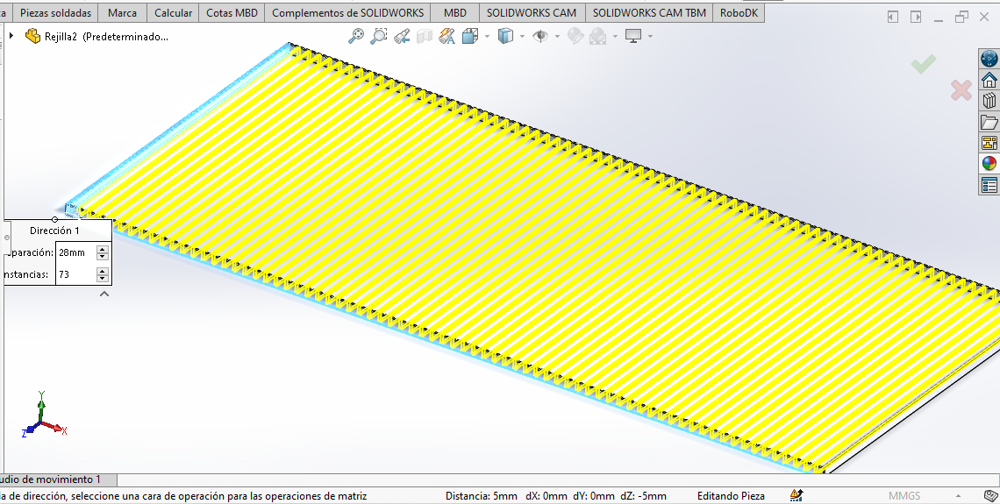 Piezas soldadas Marca Calcular Cotas MBD Complementos de SOLIDWORKS MBD SOLIDWORKS CAM SOLIDWORKS CAM TBM RoboDK
Rejilla2 (Predeterminado...
Dirección 1
paración: 28mm
nstancias: 73
Y
Z X
udio de movimiento 1
ia de dirección, seleccione una cara de operación para las operaciones de matriz Distancia: 5mm dX: 0mm dY: 0mm dZ: -5mm Editando Pieza MMGS